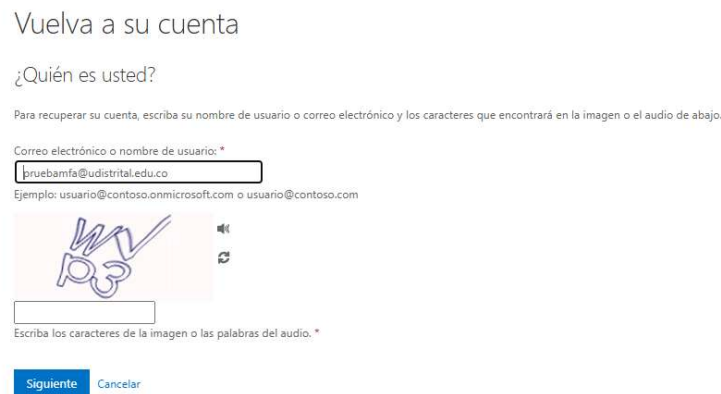 Vuelva a su cuenta
¿Quién es usted?
Para recuperar su cuenta, escriba su nombre de usuario o correo electrónico y los caracteres que encontrará en la imagen o el audio de abajo.
Correo electrónico o nombre de usuario: *
pruebamfa@udistrital.edu.co
Ejemplo: usuario@contoso.onmicrosoft.com o usuario@contoso.com
Escriba los caracteres de la imagen o las palabras del audio. *
Siguiente Cancelar